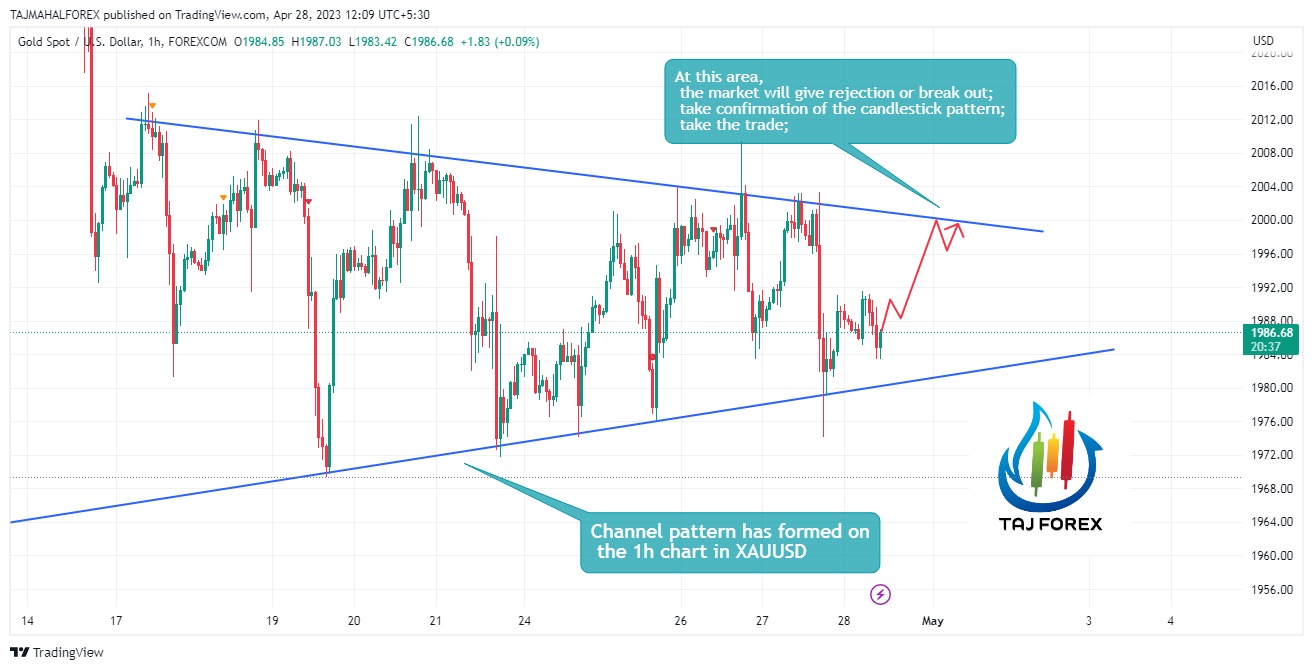 TAJMAHALFOREX published on TradingView.com, Apr 28, 2023 12:09 UTC+5:30
Gold Spot / U.S. Dollar, 1h, FOREXCOM O1984.85 H1987.03 L1983.42 C1986.68 +1.83 (+0.09%)
USD
2020.00
At this area,
the market will give rejection or break out;
take confirmation of the candlestick pattern;
take the trade;
2016.00
2012.00
2008.00
2004.00
2000.00
1996.00
1992.00
1988.00
1986.68
20:37
1984.00
1980.00
1976.00
1972.00
1968.00
1964.00
1960.00
1956.00
TAJ FOREX
Channel pattern has formed on
the 1h chart in XAUUSD
14 17 19 20 21 24 26 27 28 May 3 4
TradingView